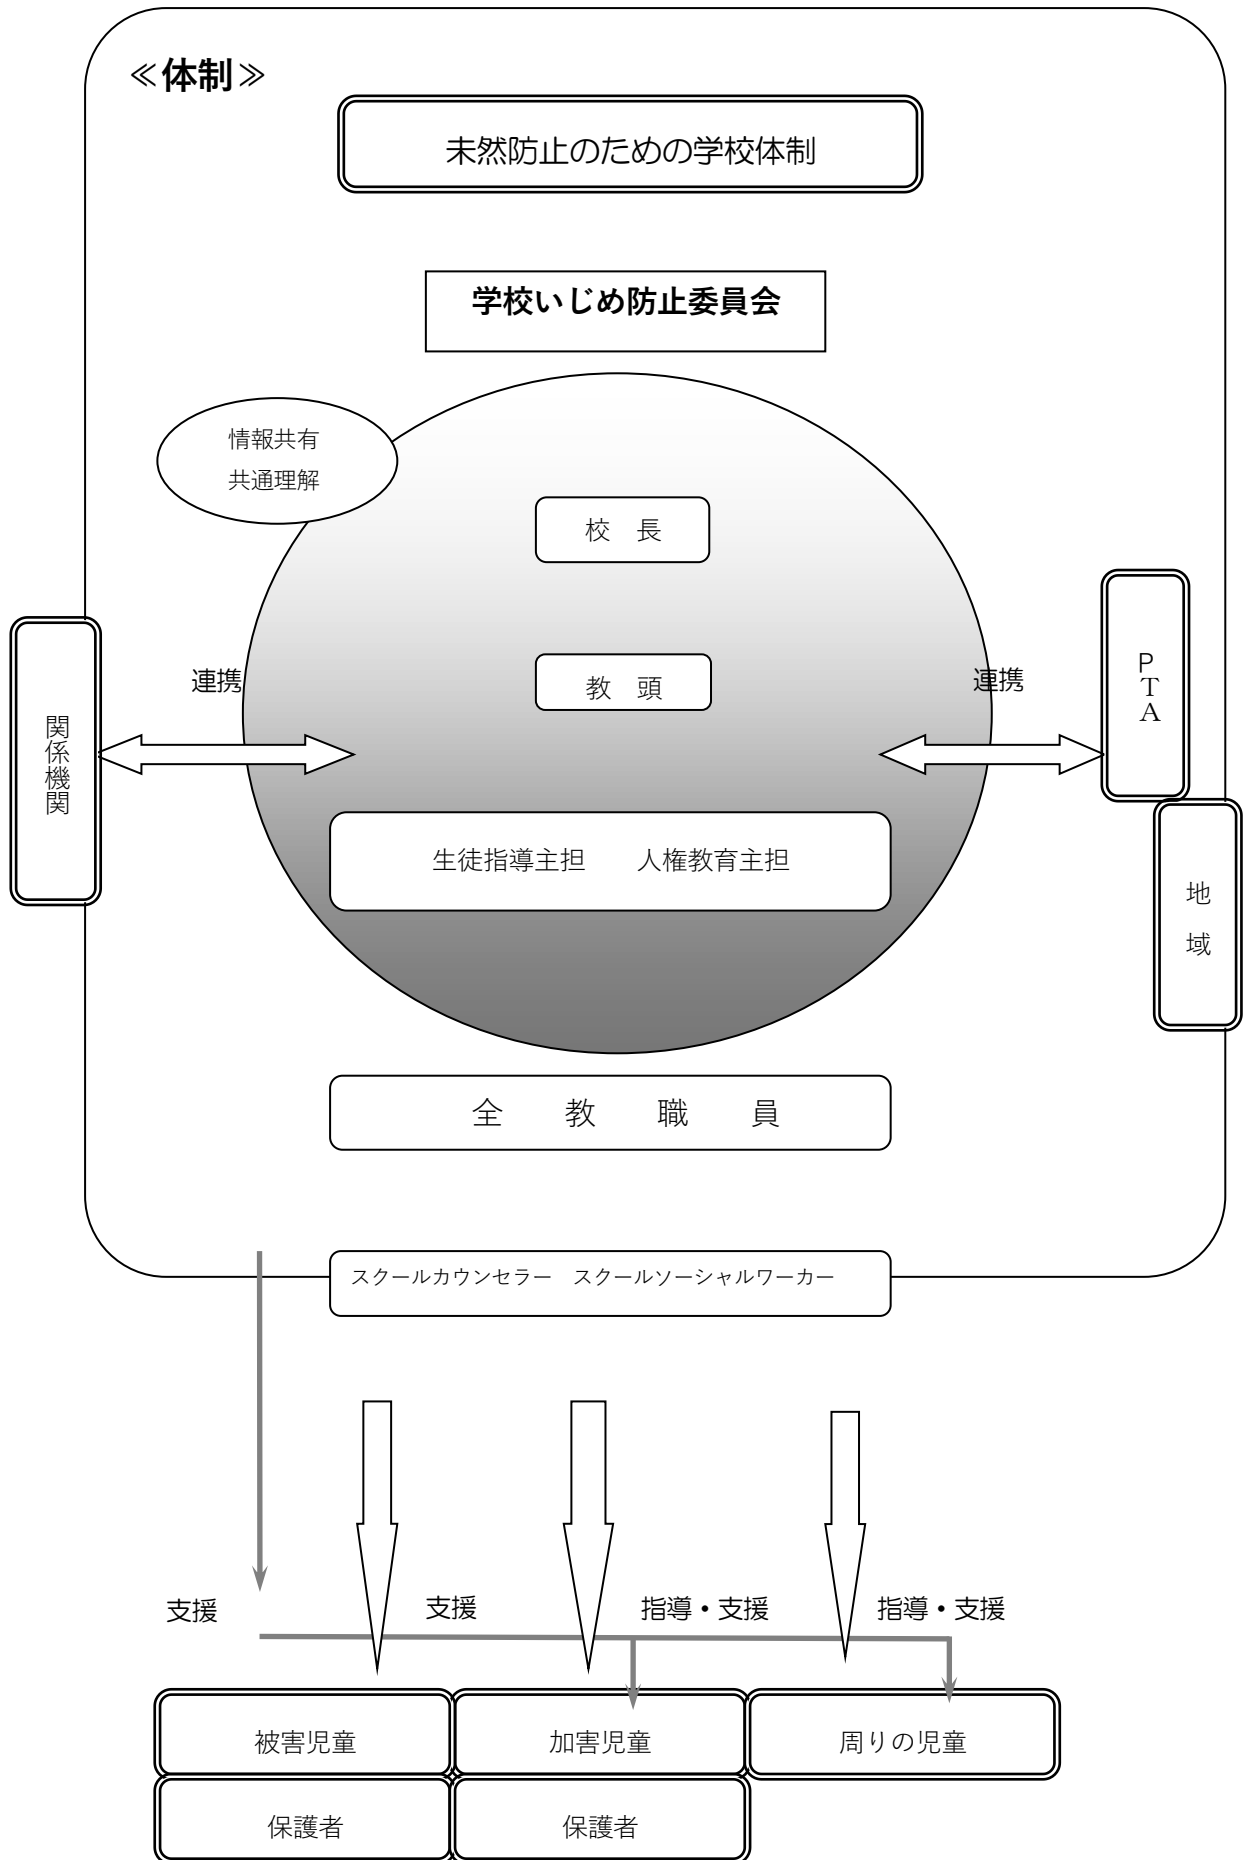 ≪体制≫
未然防止のための学校体制
学校いじめ防止委員会
情報共有
共通理解
校　長
連携
教　頭
連携
PTA
関係機関
生徒指導主担　　人権教育主担
地域
全　教　職　員
スクールカウンセラー　スクールソーシャルワーカー
支援
支援
指導・支援
指導・支援
被害児童
加害児童
周りの児童
保護者
保護者